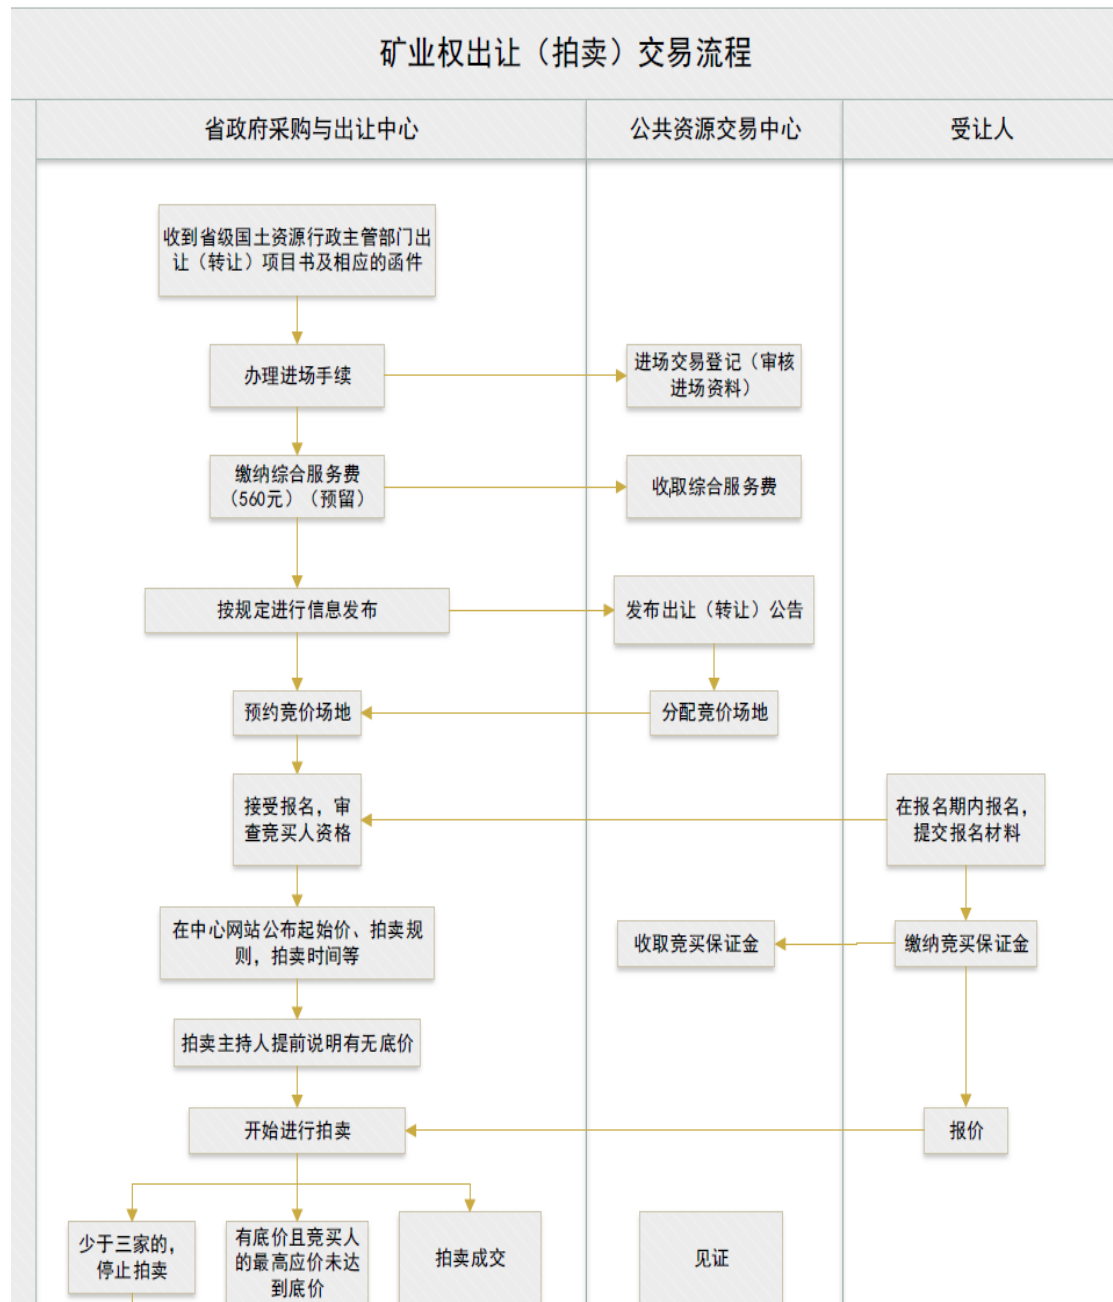 矿业权出让（拍卖）交易流程
省政府采购与出让中心
公共资源交易中心
受让人
收到省级国土资源行政主管部门出
让（转让）项目书及相应的函件
办理进场手续
进场交易登记（审核
进场资料）
缴纳综合服务费
（560元）（预留）
收取综合服务费
按规定进行信息发布
发布出让（转让）公告
预约竞价场地
分配竞价场地
接受报名，审
查竞买人资格
在报名期内报名，
提交报名材料
在中心网站公布起始价、拍卖规
则，拍卖时间等
收取竞买保证金
缴纳竞买保证金
拍卖主持人提前说明有无底价
开始进行拍卖
报价
少于三家的，
停止拍卖
有底价且竞买人
的最高应价未达
到底价
拍卖成交
见证